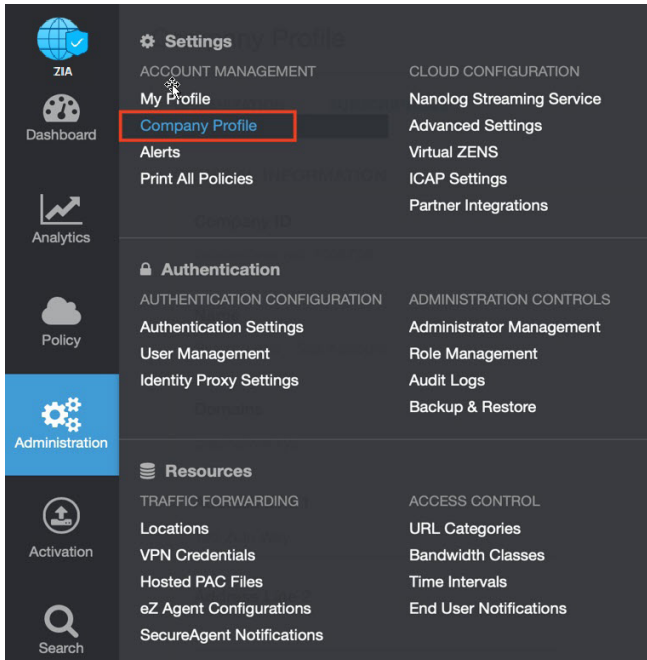 ZIA
Dashboard
Analytics
Policy
Administration
Activation
Search
Settings
ACCOUNT MANAGEMENT
My Profile
Company Profile
Alerts
Print All Policies
CLOUD CONFIGURATION
Nanolog Streaming Service
Advanced Settings
Virtual ZENS
ICAP Settings
Partner Integrations
Authentication
AUTHENTICATION CONFIGURATION
Authentication Settings
User Management
Identity Proxy Settings
ADMINISTRATION CONTROLS
Administrator Management
Role Management
Audit Logs
Backup & Restore
Resources
TRAFFIC FORWARDING
Locations
VPN Credentials
Hosted PAC Files
eZ Agent Configurations
SecureAgent Notifications
ACCESS CONTROL
URL Categories
Bandwidth Classes
Time Intervals
End User Notifications
Company Profile
Company ID